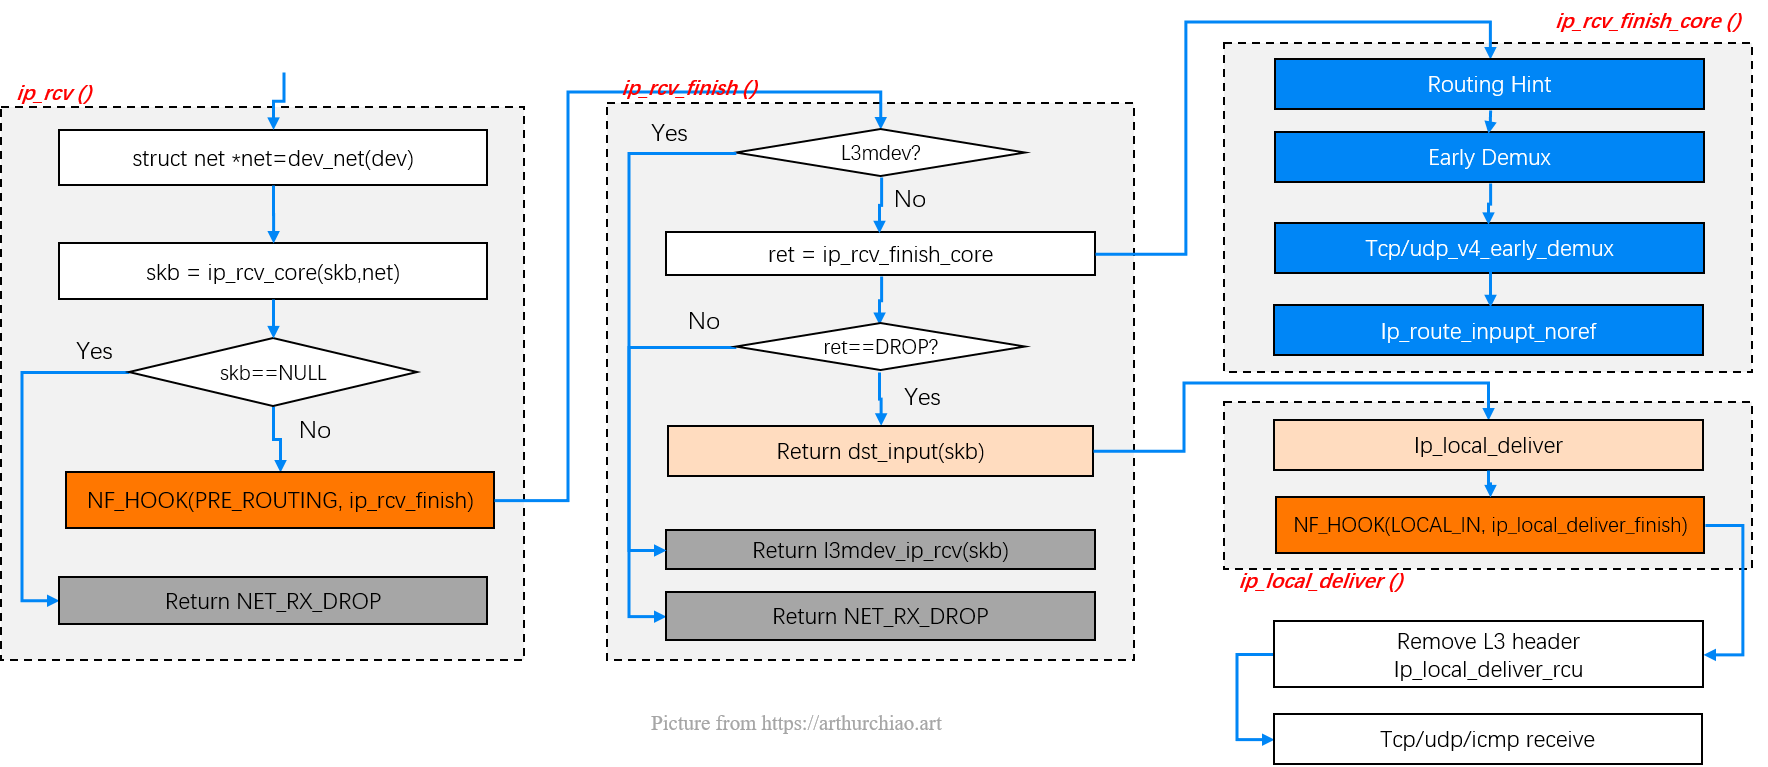 ip_rcv ()
struct net *net=dev_net(dev)
skb = ip_rcv_core(skb,net)
Yes
skb==NULL
No
NF_HOOK(PRE_ROUTING, ip_rcv_finish)
Return NET_RX_DROP
ip_rcv_finish ()
Yes
L3mdev?
No
ret = ip_rcv_finish_core
No
ret==DROP?
Yes
Return dst_input(skb)
Return l3mdev_ip_rcv(skb)
Return NET_RX_DROP
ip_rcv_finish_core ()
Routing Hint
Early Demux
Tcp/udp_v4_early_demux
Ip_route_inpupt_noref
Ip_local_deliver
NF_HOOK(LOCAL_IN, ip_local_deliver_finish)
ip_local_deliver ()
Remove L3 header
Ip_local_deliver_rcu
Tcp/udp/icmp receive
Picture from https://arthurchiao.art